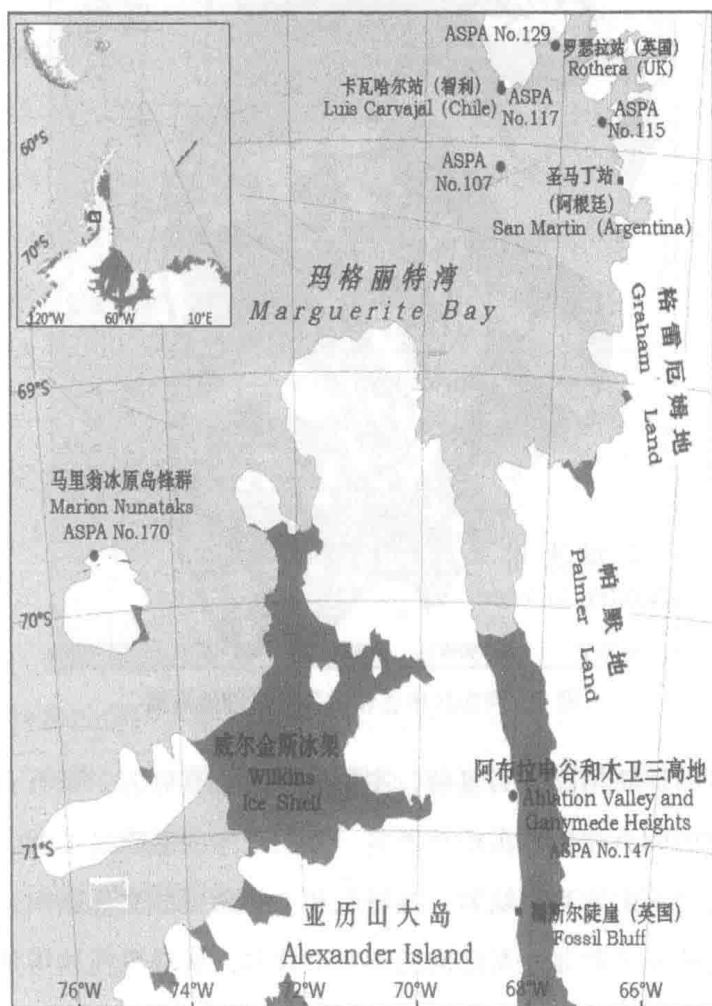 ASPA No.129
罗瑟拉站（英国）
Rothera (UK)
卡瓦哈尔站（智利）
Luis Carvajal (Chile)
ASPA
No.117
ASPA
No.115
ASPA
No.107
圣马丁站
（阿根廷）
San Martin (Argentina)
60°S
70°S
120°W
60°W
10°E
玛格丽特湾
Marguerite Bay
格雷厄姆地
Graham Land
69°S
马里翁冰原岛峰群
Marion Nunataks
ASPA No.170
70°S
帕默地
Palmer Land
威尔金斯冰架
Wilkins
Ice Shelf
阿布拉申谷和木卫三高地
Ablation Valley and
Ganymede Heights
ASPA No.147
71°S
陡崖（英国）
Fossil Bluff
亚历山大岛
Alexander Island
76°W
74°W
72°W
70°W
68°W
66°W